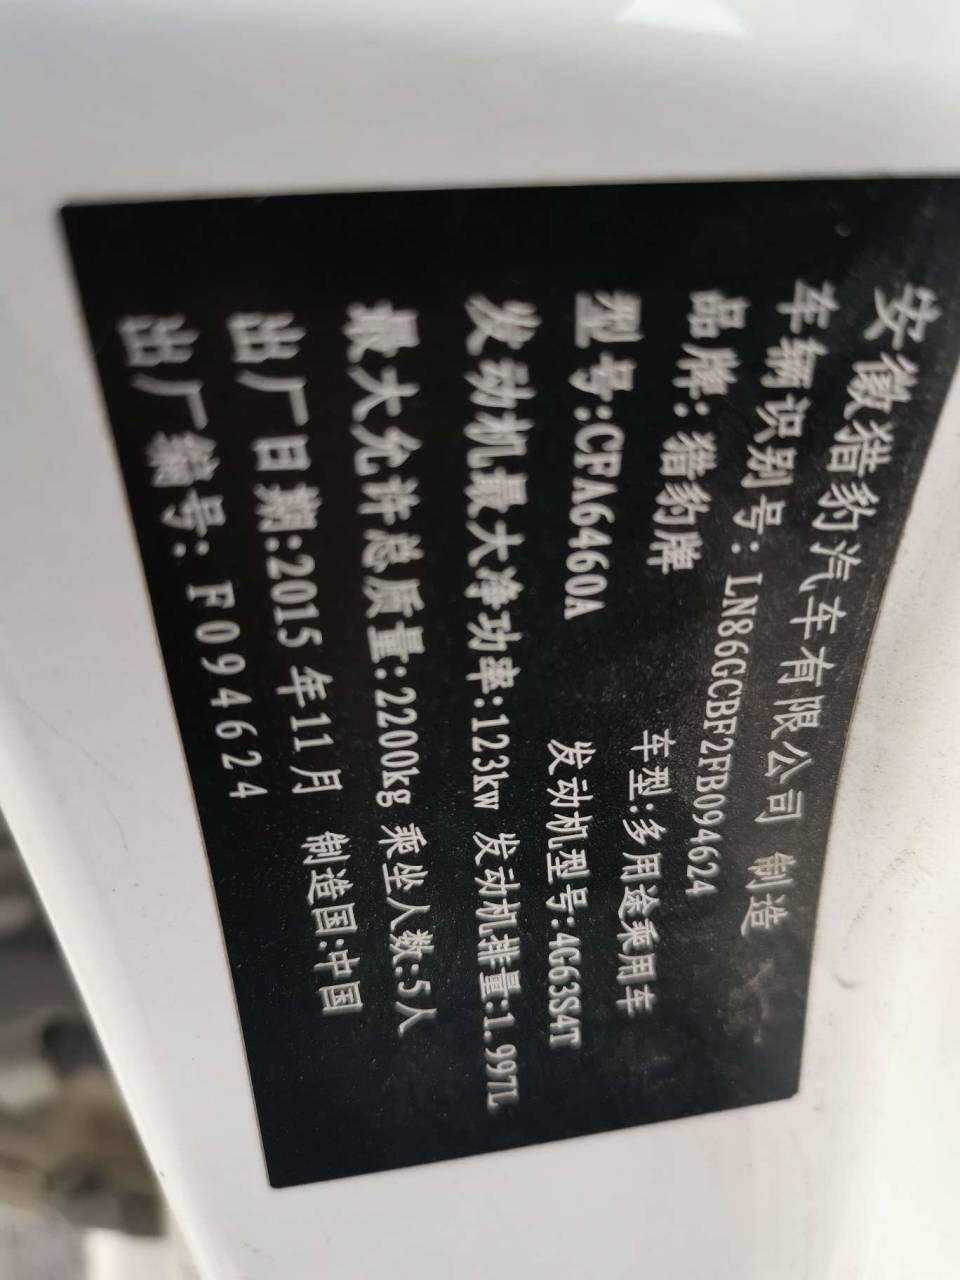 安徽猎豹汽车有限公司 制造
车辆识别号：LN86GCBF2FB094624
品牌：猎豹牌 车型：多用途乘用车
型号：CFA6460A 发动机型号：4G63S4T
发动机最大净功率：123kw 发动机排量：1.997L
最大允许总质量：2200kg 乘坐人数：5人
出厂日期：2015年11月 制造国：中国
出厂编号：F094624